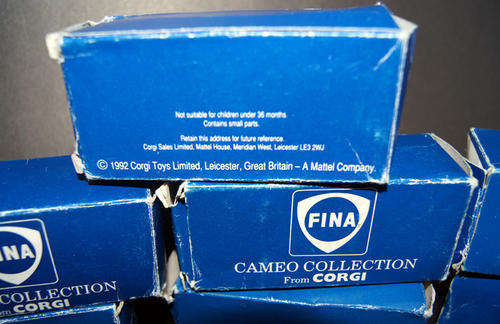 Not suitable for children under 36 months.
Contains small parts.
Retain this address for future reference.
Corgi Sales Limited, Mattel House, Meridian West, Leicester LE3 2WJ
© 1992 Corgi Toys Limited, Leicester, Great Britain – A Mattel Company.
FINA
CAMEO COLLECTION
From CORGI
INA
COLLECTION
From CORGI